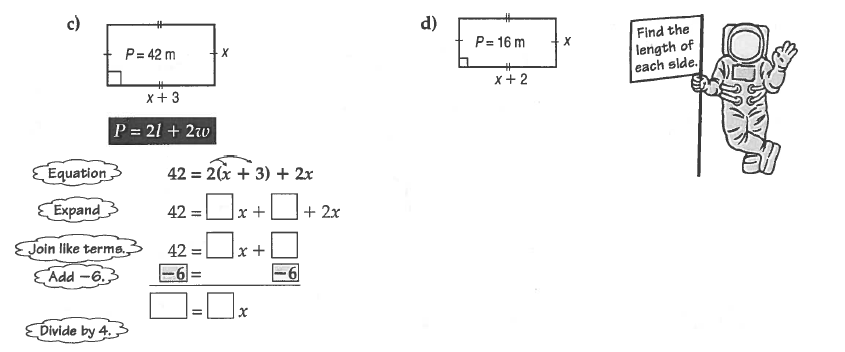 c)
P = 42 m
x
x + 3
P = 2l + 2w
Equation 42 = 2(x + 3) + 2x
Expand 42 = □x + □ + 2x
Join like terms. 42 = □x + □
Add −6. −6 = −6
□ = □x
Divide by 4.
d)
P = 16 m
x
x + 2
Find the
length of
each side.